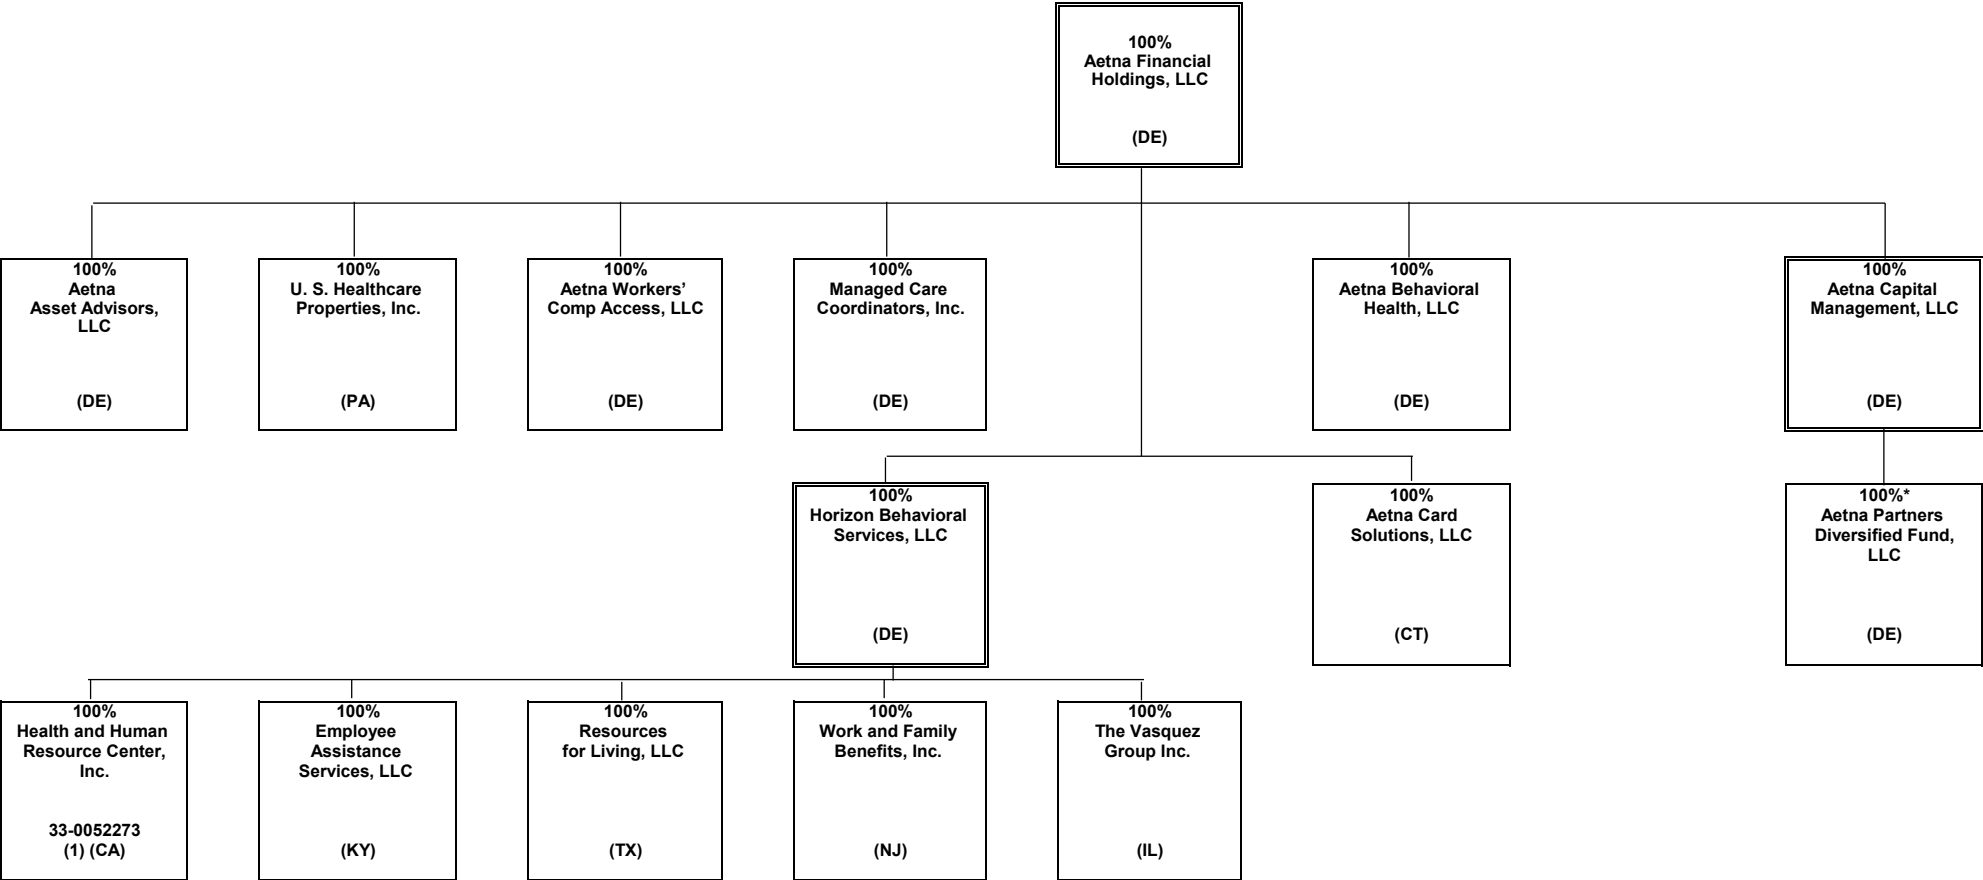 100%
Aetna Financial
Holdings, LLC
(DE)
100%
Aetna
Asset Advisors,
LLC
(DE)
100%
U. S. Healthcare
Properties, Inc.
(PA)
100%
Aetna Workers’
Comp Access, LLC
(DE)
100%
Managed Care
Coordinators, Inc.
(DE)
100%
Aetna Behavioral
Health, LLC
(DE)
100%
Aetna Capital
Management, LLC
(DE)
100%
Horizon Behavioral
Services, LLC
(DE)
100%
Aetna Card
Solutions, LLC
(CT)
100%*
Aetna Partners
Diversified Fund,
LLC
(DE)
100%
Health and Human
Resource Center,
Inc.
33-0052273
(1) (CA)
100%
Employee
Assistance
Services, LLC
(KY)
100%
Resources
for Living, LLC
(TX)
100%
Work and Family
Benefits, Inc.
(NJ)
100%
The Vasquez
Group Inc.
(IL)